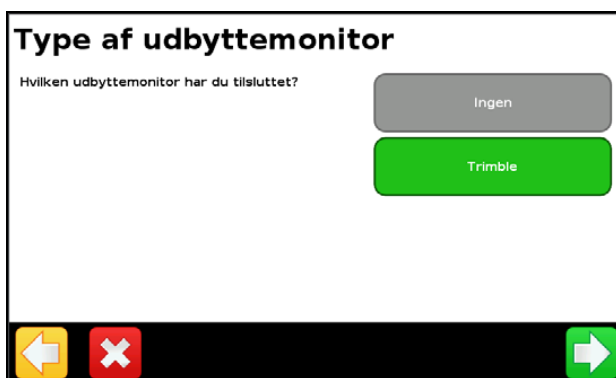 Type af udbyttemonitor
Hvilken udbyttemonitor har du tilsluttet?
Ingen
Trimble